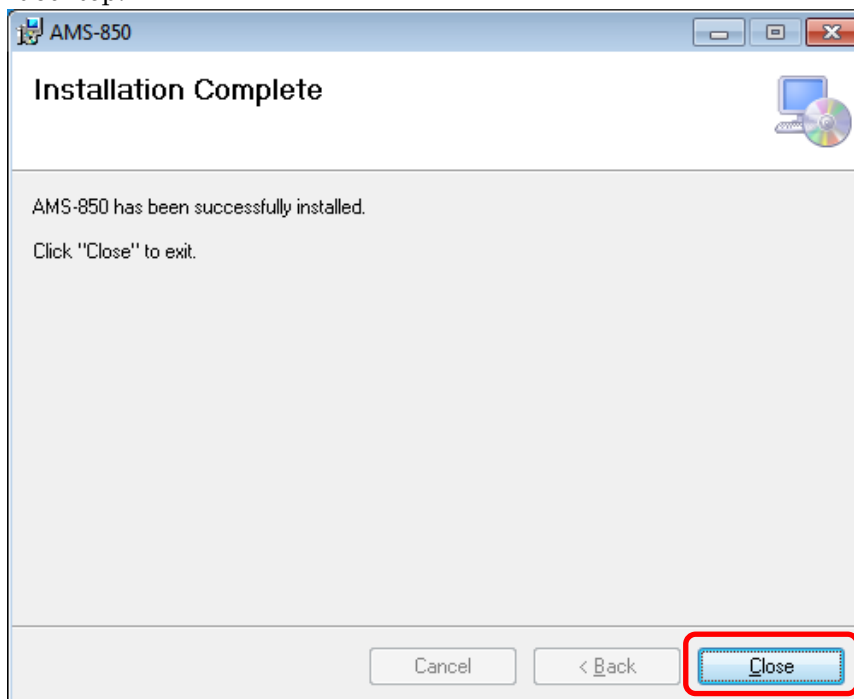 AMS-850
Installation Complete
AMS-850 has been successfully installed.
Click "Close" to exit.
Cancel
< Back
Close